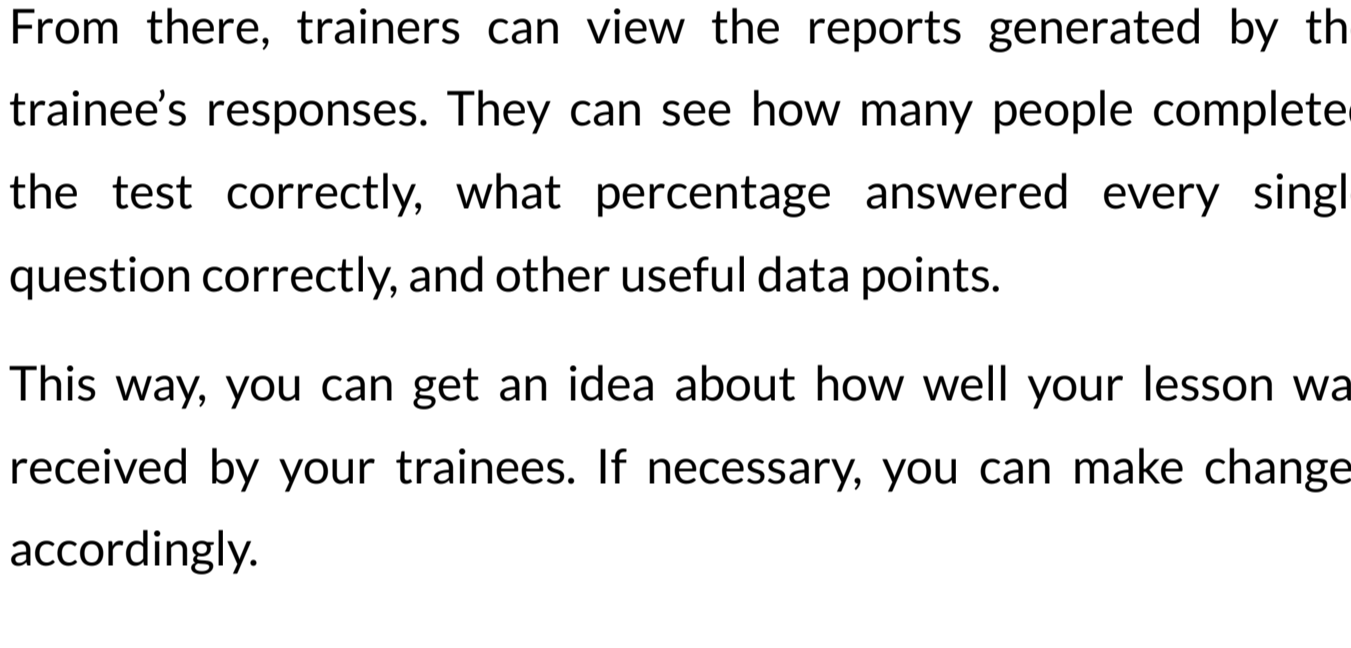 From there, trainers can view the reports generated by th
trainee’s responses. They can see how many people complete
the test correctly, what percentage answered every singl
question correctly, and other useful data points.
This way, you can get an idea about how well your lesson wa
received by your trainees. If necessary, you can make change
accordingly.